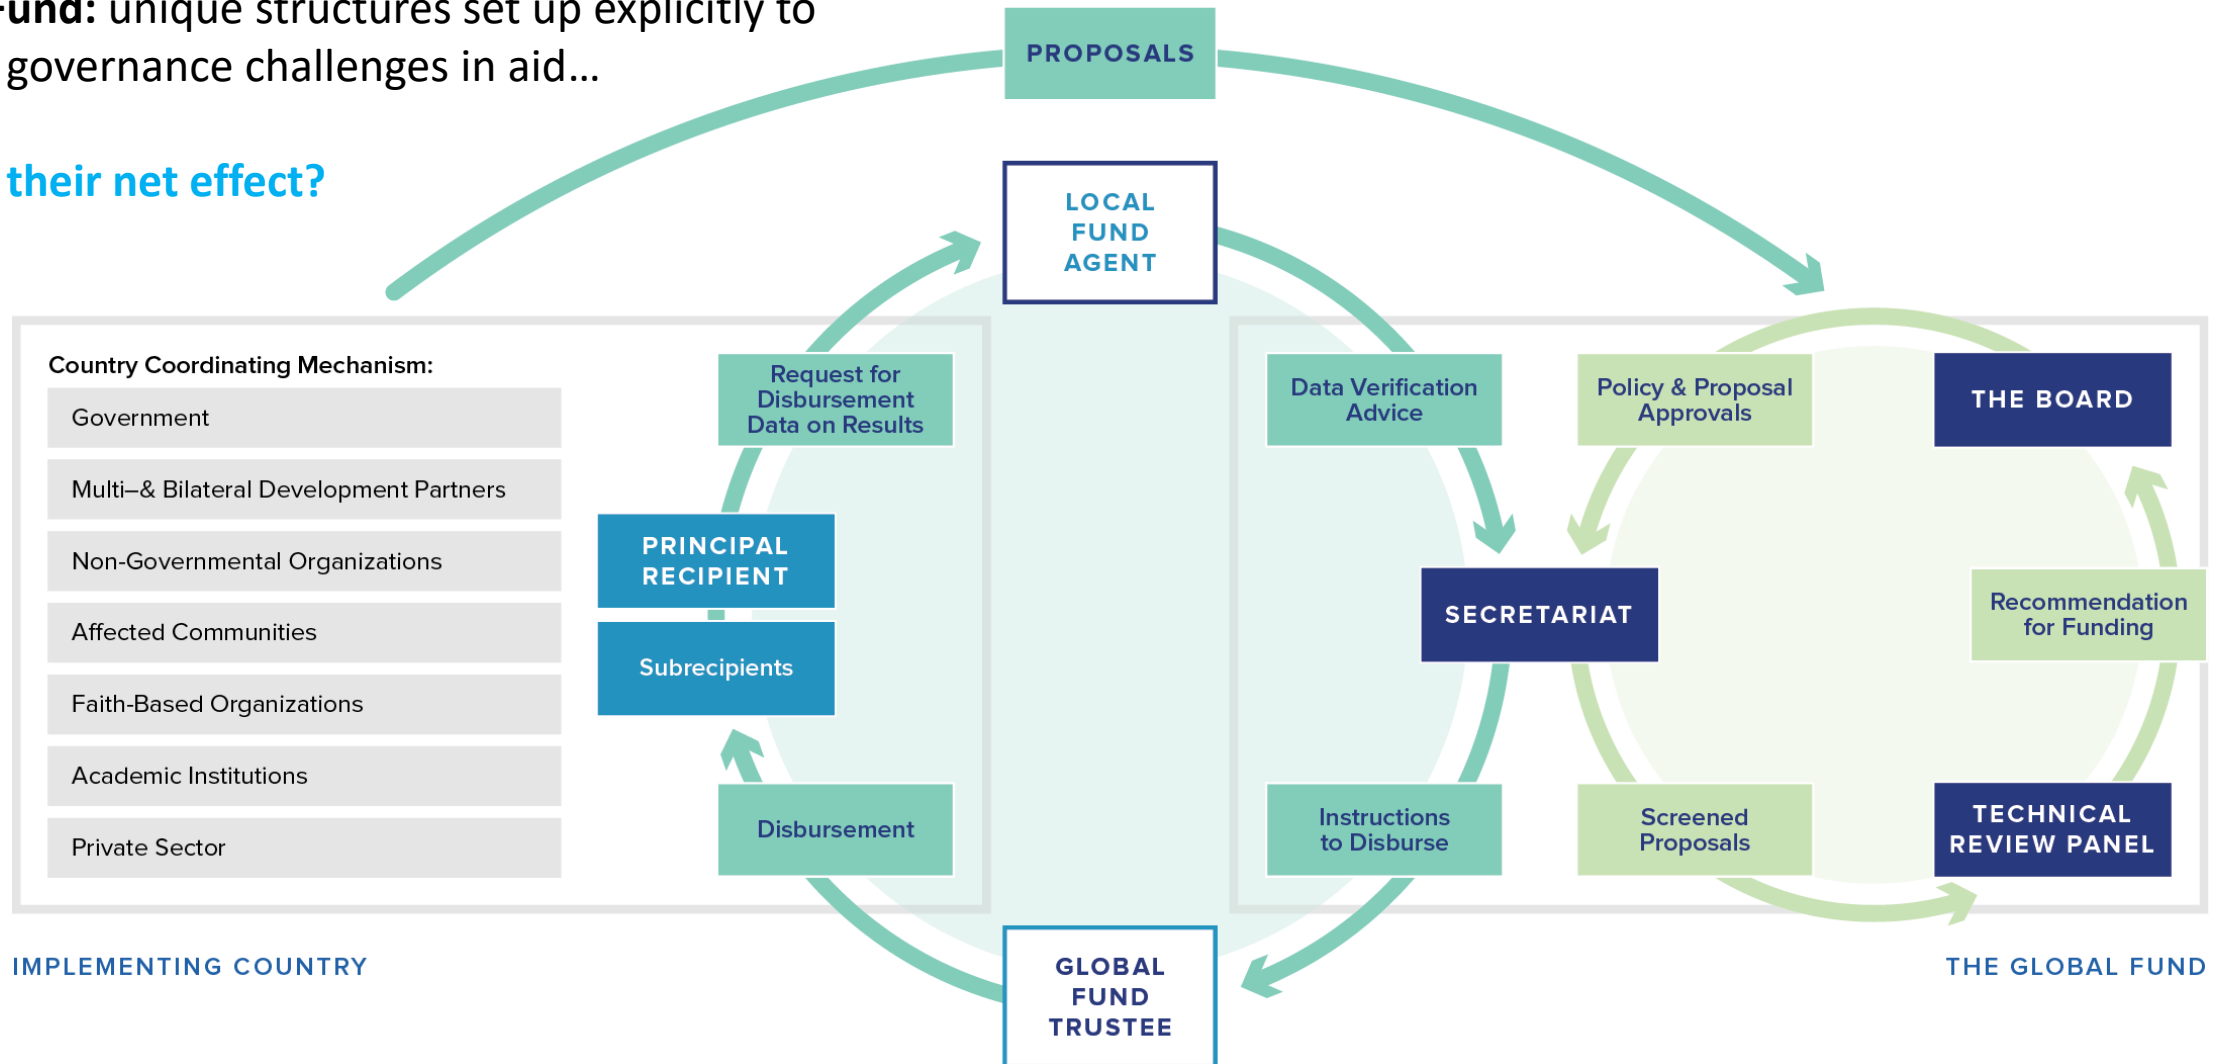 Fund: unique structures set up explicitly to
governance challenges in aid…
their net effect?
PROPOSALS
LOCAL
FUND
AGENT
Country Coordinating Mechanism:
Government
Multi–& Bilateral Development Partners
Non-Governmental Organizations
Affected Communities
Faith-Based Organizations
Academic Institutions
Private Sector
Request for
Disbursement
Data on Results
PRINCIPAL
RECIPIENT
Subrecipients
Disbursement
Data Verification
Advice
Policy & Proposal
Approvals
THE BOARD
SECRETARIAT
Recommendation
for Funding
Instructions
to Disburse
Screened
Proposals
TECHNICAL
REVIEW PANEL
IMPLEMENTING COUNTRY
GLOBAL
FUND
TRUSTEE
THE GLOBAL FUND